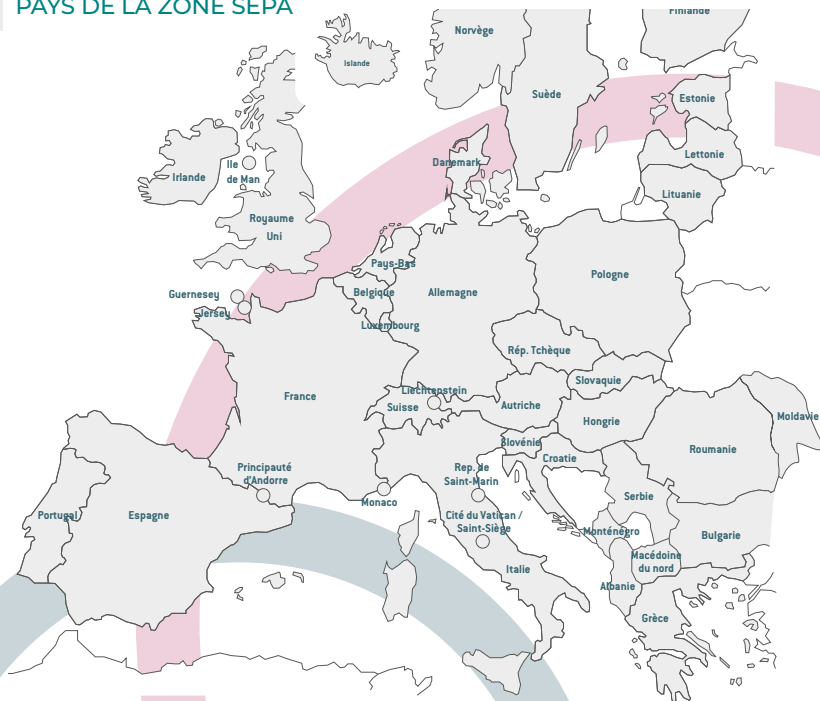 PAYS DE LA ZONE SEPA
Finlande
Norvège
Islande
Suède
Estonie
Lettonie
Danemark
Ile
de Man
Irlande
Lituanie
Royaume
Uni
Pays-Bas
Pologne
Guernesey
Belgique
Allemagne
Jersey
Luxembourg
Rép. Tchèque
Slovaquie
Liechtenstein
France
Suisse
Autriche
Moldavie
Hongrie
Slovénie
Roumanie
Croatie
Principauté
d'Andorre
Rep. de
Saint-Marin
Serbie
Monaco
Portugal
Espagne
Cité du Vatican /
Saint-Siège
Monténégro
Bulgarie
Macédoine
du nord
Italie
Albanie
Grèce